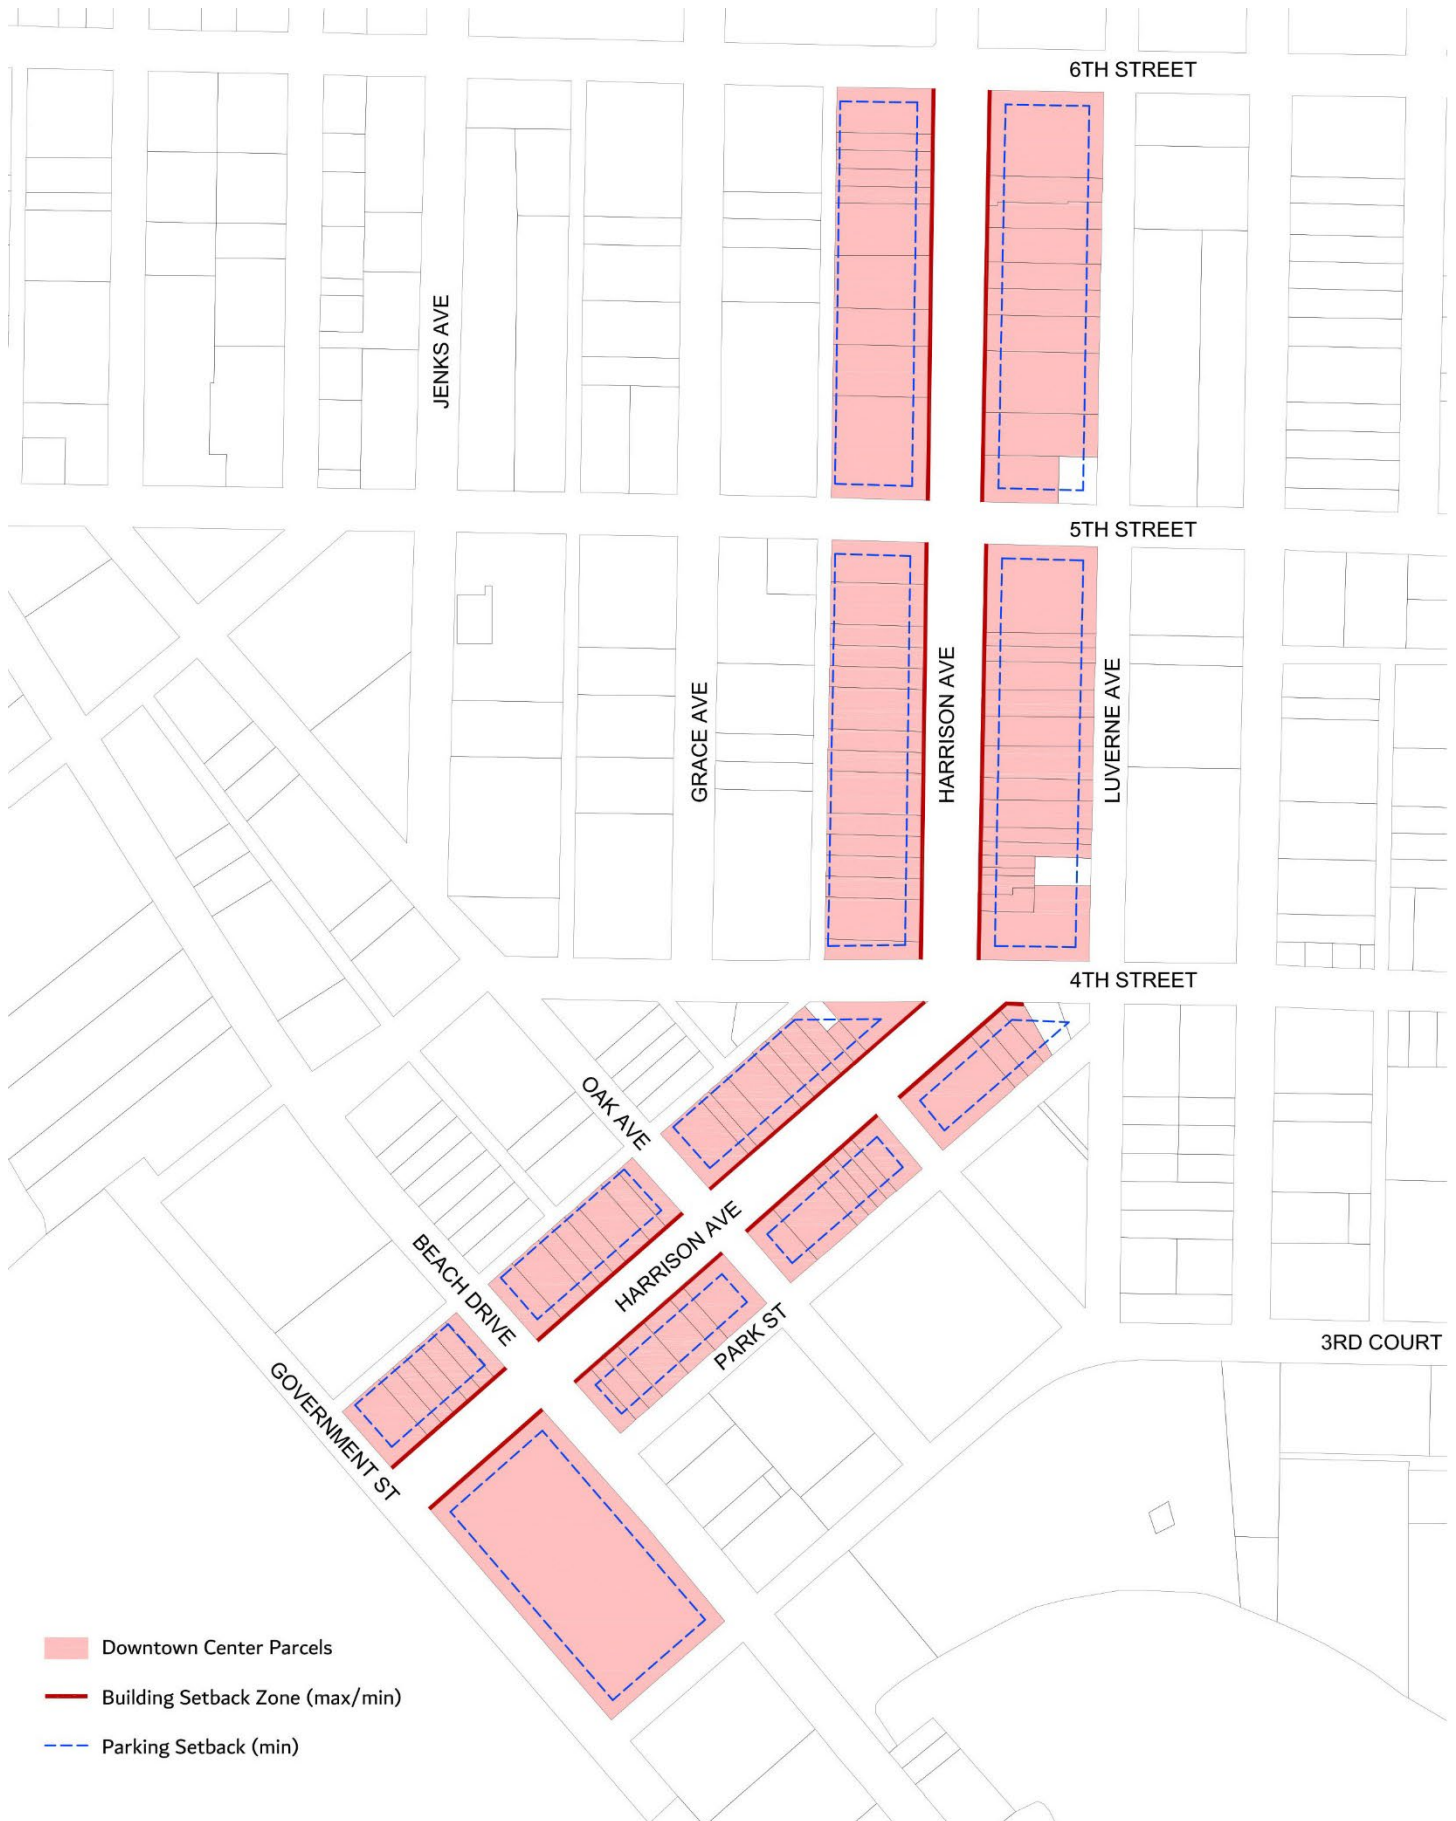 6TH STREET
JENKS AVE
5TH STREET
GRACE AVE
HARRISON AVE
LUVERNE AVE
4TH STREET
OAK AVE
HARRISON AVE
BEACH DRIVE
PARK ST
3RD COURT
GOVERNMENT ST
Downtown Center Parcels
Building Setback Zone (max/min)
Parking Setback (min)